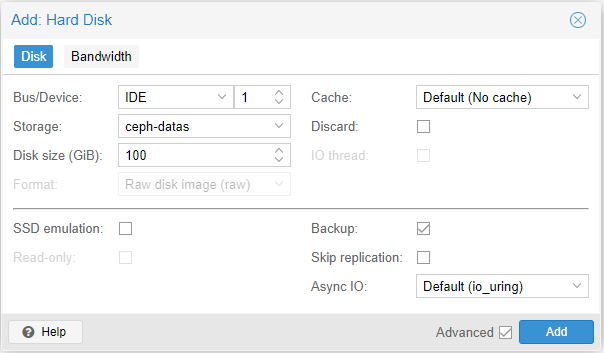 Add: Hard Disk
Disk Bandwidth
Bus/Device: IDE 1 Cache: Default (No cache)
Storage: ceph-datas Discard:
Disk size (GiB): 100 IO thread:
Format: Raw disk image (raw)
SSD emulation: Backup:
Read-only: Skip replication:
Async IO: Default (io_uring)
Help Advanced Add